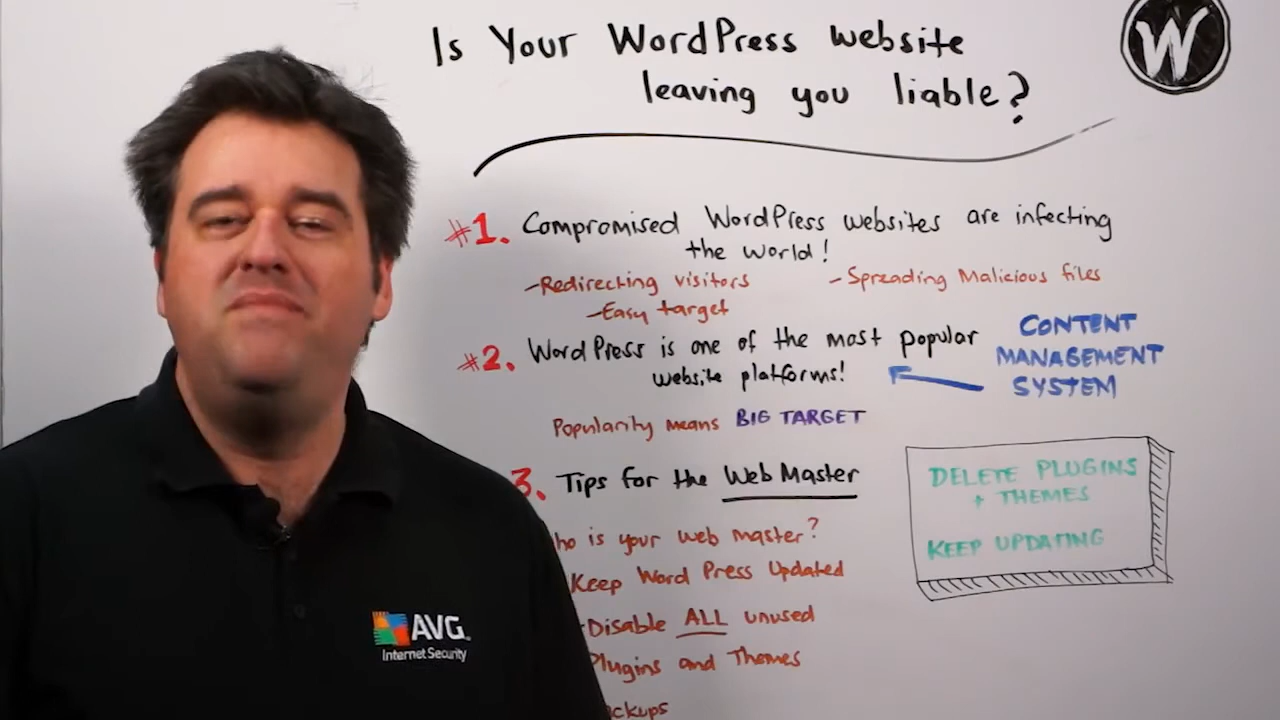 Is Your WordPress website
leaving you liable?
W
#1. Compromised WordPress websites are infecting
the world!
-Redirecting visitors - Spreading Malicious files
-Easy target
#2. WordPress is one of the most popular
website platforms!
CONTENT
MANAGEMENT
SYSTEM
Popularity means BIG TARGET
3. Tips for the Web Master
ho is your web master?
Keep Word Press Updated
-Disable ALL unused
Plugins and Themes
ackups
DELETE PLUGINS
+ THEMES
KEEP UPDATING
AVG
Internet Security